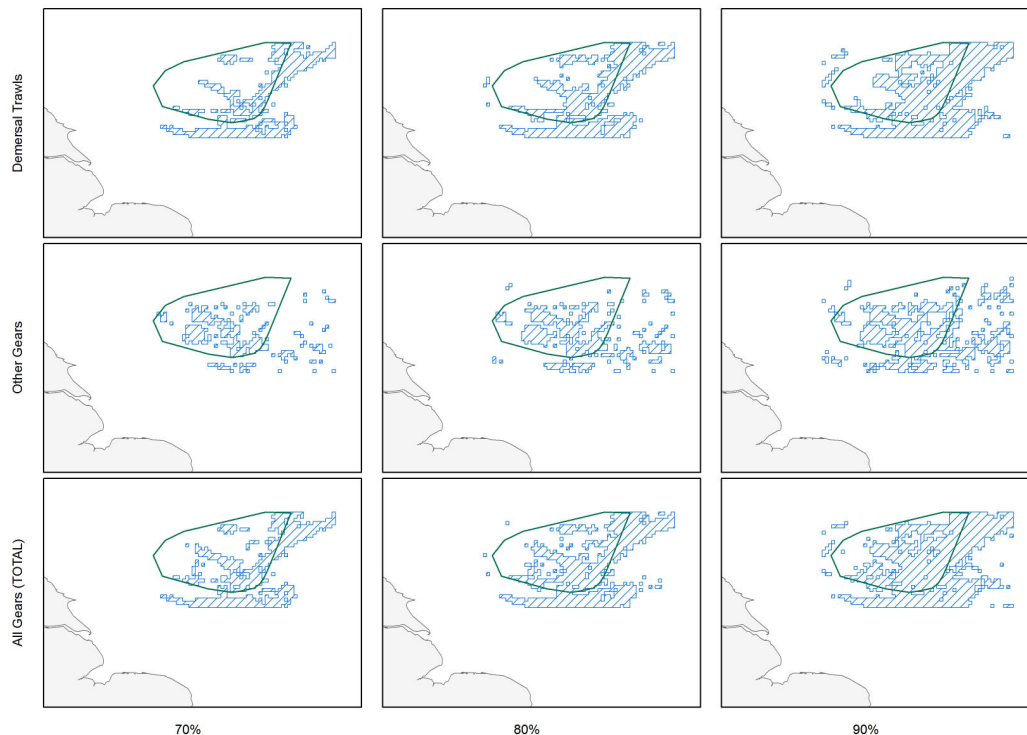 Demersal Trawls
Other Gears
All Gears (TOTAL)
70%
80%
90%